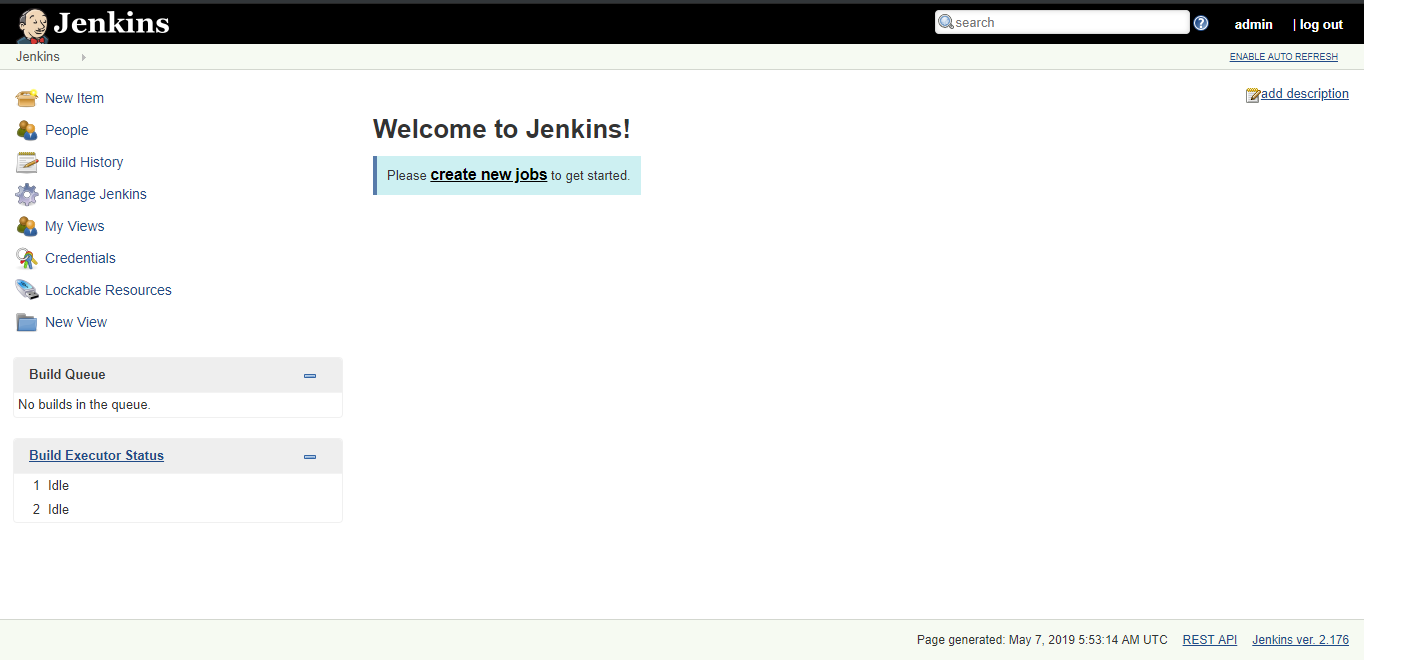 Jenkins
search
admin
| log out
Jenkins
ENABLE AUTO REFRESH
New Item
People
Build History
Manage Jenkins
My Views
Credentials
Lockable Resources
New View
Build Queue
No builds in the queue.
Build Executor Status
1 Idle
2 Idle
add description
Welcome to Jenkins!
Please create new jobs to get started.
Page generated: May 7, 2019 5:53:14 AM UTC REST API Jenkins ver. 2.176